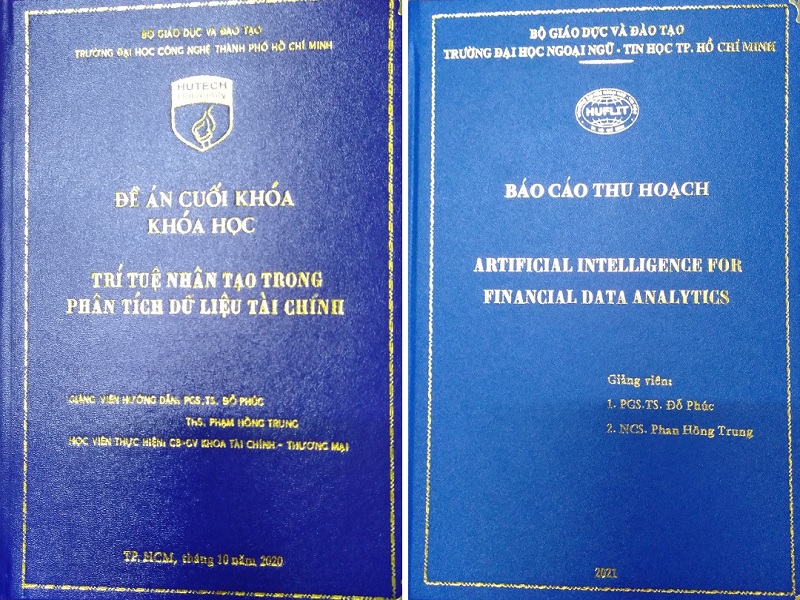 BỘ GIÁO DỤC VÀ ĐÀO TẠO
TRƯỜNG ĐẠI HỌC CÔNG NGHỆ THÀNH PHỐ HỒ CHÍ MINH
HUTECH
University
ĐỀ ÁN CUỐI KHÓA
KHÓA HỌC
TRÍ TUỆ NHÂN TẠO TRONG
PHÂN TÍCH DỮ LIỆU TÀI CHÍNH
GIẢNG VIÊN HƯỚNG DẪN: PGS.TS. ĐỖ PHÚC
ThS. PHẠM HỒNG TRUNG
HỌC VIÊN THỰC HIỆN: CB-GV KHOA TÀI CHÍNH - THƯƠNG MẠI
TP. HCM, tháng 10 năm 2020
BỘ GIÁO DỤC VÀ ĐÀO TẠO
TRƯỜNG ĐẠI HỌC NGOẠI NGỮ - TIN HỌC TP. HỒ CHÍ MINH
HUFLIT
BÁO CÁO THU HOẠCH
ARTIFICIAL INTELLIGENCE FOR
FINANCIAL DATA ANALYTICS
Giảng viên:
1. PGS.TS. Đỗ Phúc
2. NCS. Phan Hồng Trung
2021